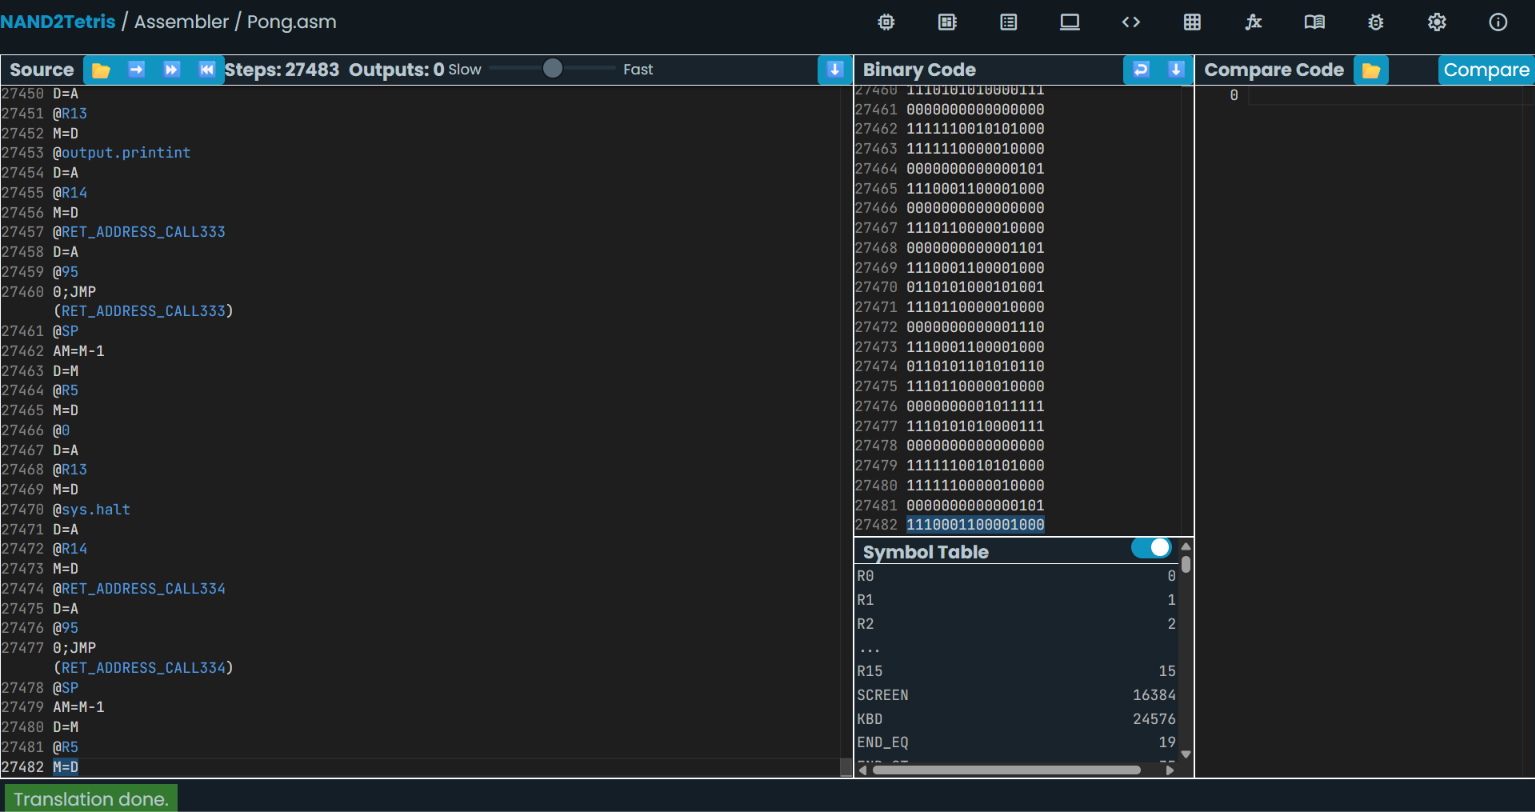 NAND2Tetris / Assembler / Pong.asm
Source Steps: 27483 Outputs: 0 Slow Fast
27450 D=A
27451 @R13
27452 M=D
27453 @output.printint
27454 D=A
27455 @R14
27456 M=D
27457 @RET_ADDRESS_CALL333
27458 D=A
27459 @95
27460 0;JMP
(RET_ADDRESS_CALL333)
27461 @SP
27462 AM=M-1
27463 D=M
27464 @R5
27465 M=D
27466 @0
27467 D=A
27468 @R13
27469 M=D
27470 @sys.halt
27471 D=A
27472 @R14
27473 M=D
27474 @RET_ADDRESS_CALL334
27475 D=A
27476 @95
27477 0;JMP
(RET_ADDRESS_CALL334)
27478 @SP
27479 AM=M-1
27480 D=M
27481 @R5
27482 M=D
Binary Code
27460 1110101010000111
27461 0000000000000000
27462 1111110010101000
27463 1111110000010000
27464 0000000000000101
27465 1110001100001000
27466 0000000000000000
27467 1110110000010000
27468 0000000000001101
27469 1110001100001000
27470 0110101000101001
27471 1110110000010000
27472 0000000000001110
27473 1110001100001000
27474 0110101101010110
27475 1110110000010000
27476 0000000001011111
27477 1110101010000111
27478 0000000000000000
27479 1111110010101000
27480 1111110000010000
27481 0000000000000101
27482 1110001100001000
Symbol Table
R0 0
R1 1
R2 2
...
R15 15
SCREEN 16384
KBD 24576
END_EQ 19
Compare Code Compare
0
Translation done.